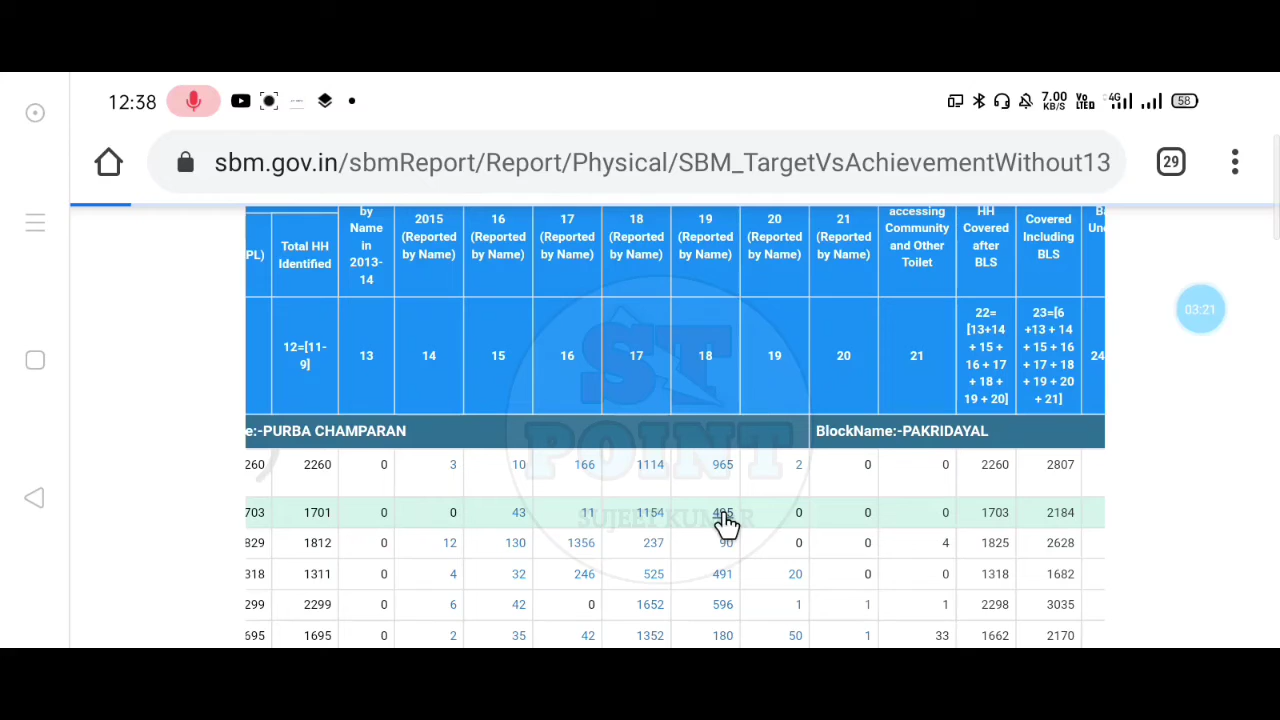 12:38 7.00 KB/S Vo LTED 4G 58
sbm.gov.in/sbmReport/Report/Physical/SBM_TargetVsAchievementWithout13 29
03:21
PL) Total HH Identified by Name in 2013-14 2015 (Reported by Name) 16 (Reported by Name) 17 (Reported by Name) 18 (Reported by Name) 19 (Reported by Name) 20 (Reported by Name) 21 (Reported by Name) accessing Community and Other Toilet HH Covered after BLS Covered Including BLS
12=[11-9] 13 14 15 16 17 18 19 20 21 22=[13+14 + 15 + 16 + 17 + 18 + 19 + 20] 23=[6 +13 + 14 + 15 + 16 + 17 + 18 + 19 + 20 + 21] 24
e:-PURBA CHAMPARAN BlockName:-PAKRIDAYAL
260 2260 0 3 10 166 1114 965 2 0 0 2260 2807
703 1701 0 0 43 11 1154 495 0 0 0 1703 2184
829 1812 0 12 130 1356 237 90 0 0 4 1825 2628
318 1311 0 4 32 246 525 491 20 0 0 1318 1682
299 2299 0 6 42 0 1652 596 1 1 1 2298 3035
695 1695 0 2 35 42 1352 180 50 1 33 1662 2170
ST
POINT
SUJEET KUMAR